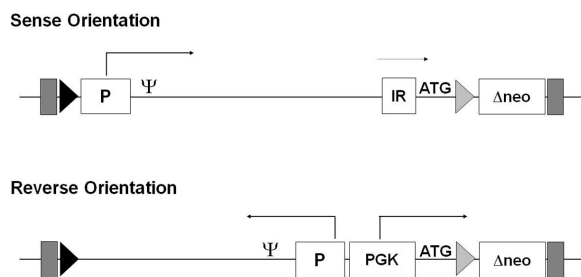 Sense Orientation
P Ψ IR ATG Δneo
Reverse Orientation
Ψ P PGK ATG Δneo